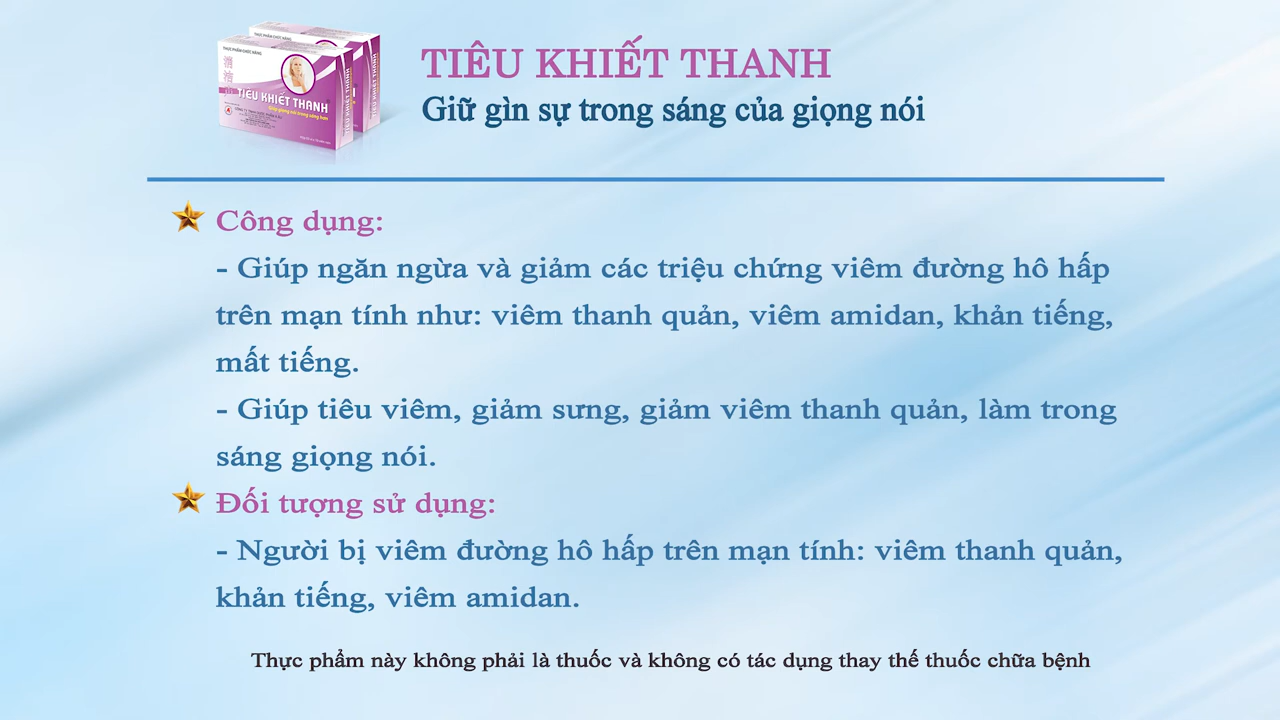 THỰC PHẨM CHỨC NĂNG
TIÊU KHIẾT THANH
TIÊU KHIẾT THANH
Giữ gìn sự trong sáng của giọng nói
Công dụng:
- Giúp ngăn ngừa và giảm các triệu chứng viêm đường hô hấp
trên mạn tính như: viêm thanh quản, viêm amidan, khản tiếng,
mất tiếng.
- Giúp tiêu viêm, giảm sưng, giảm viêm thanh quản, làm trong
sáng giọng nói.
Đối tượng sử dụng:
- Người bị viêm đường hô hấp trên mạn tính: viêm thanh quản,
khản tiếng, viêm amidan.
Thực phẩm này không phải là thuốc và không có tác dụng thay thế thuốc chữa bệnh